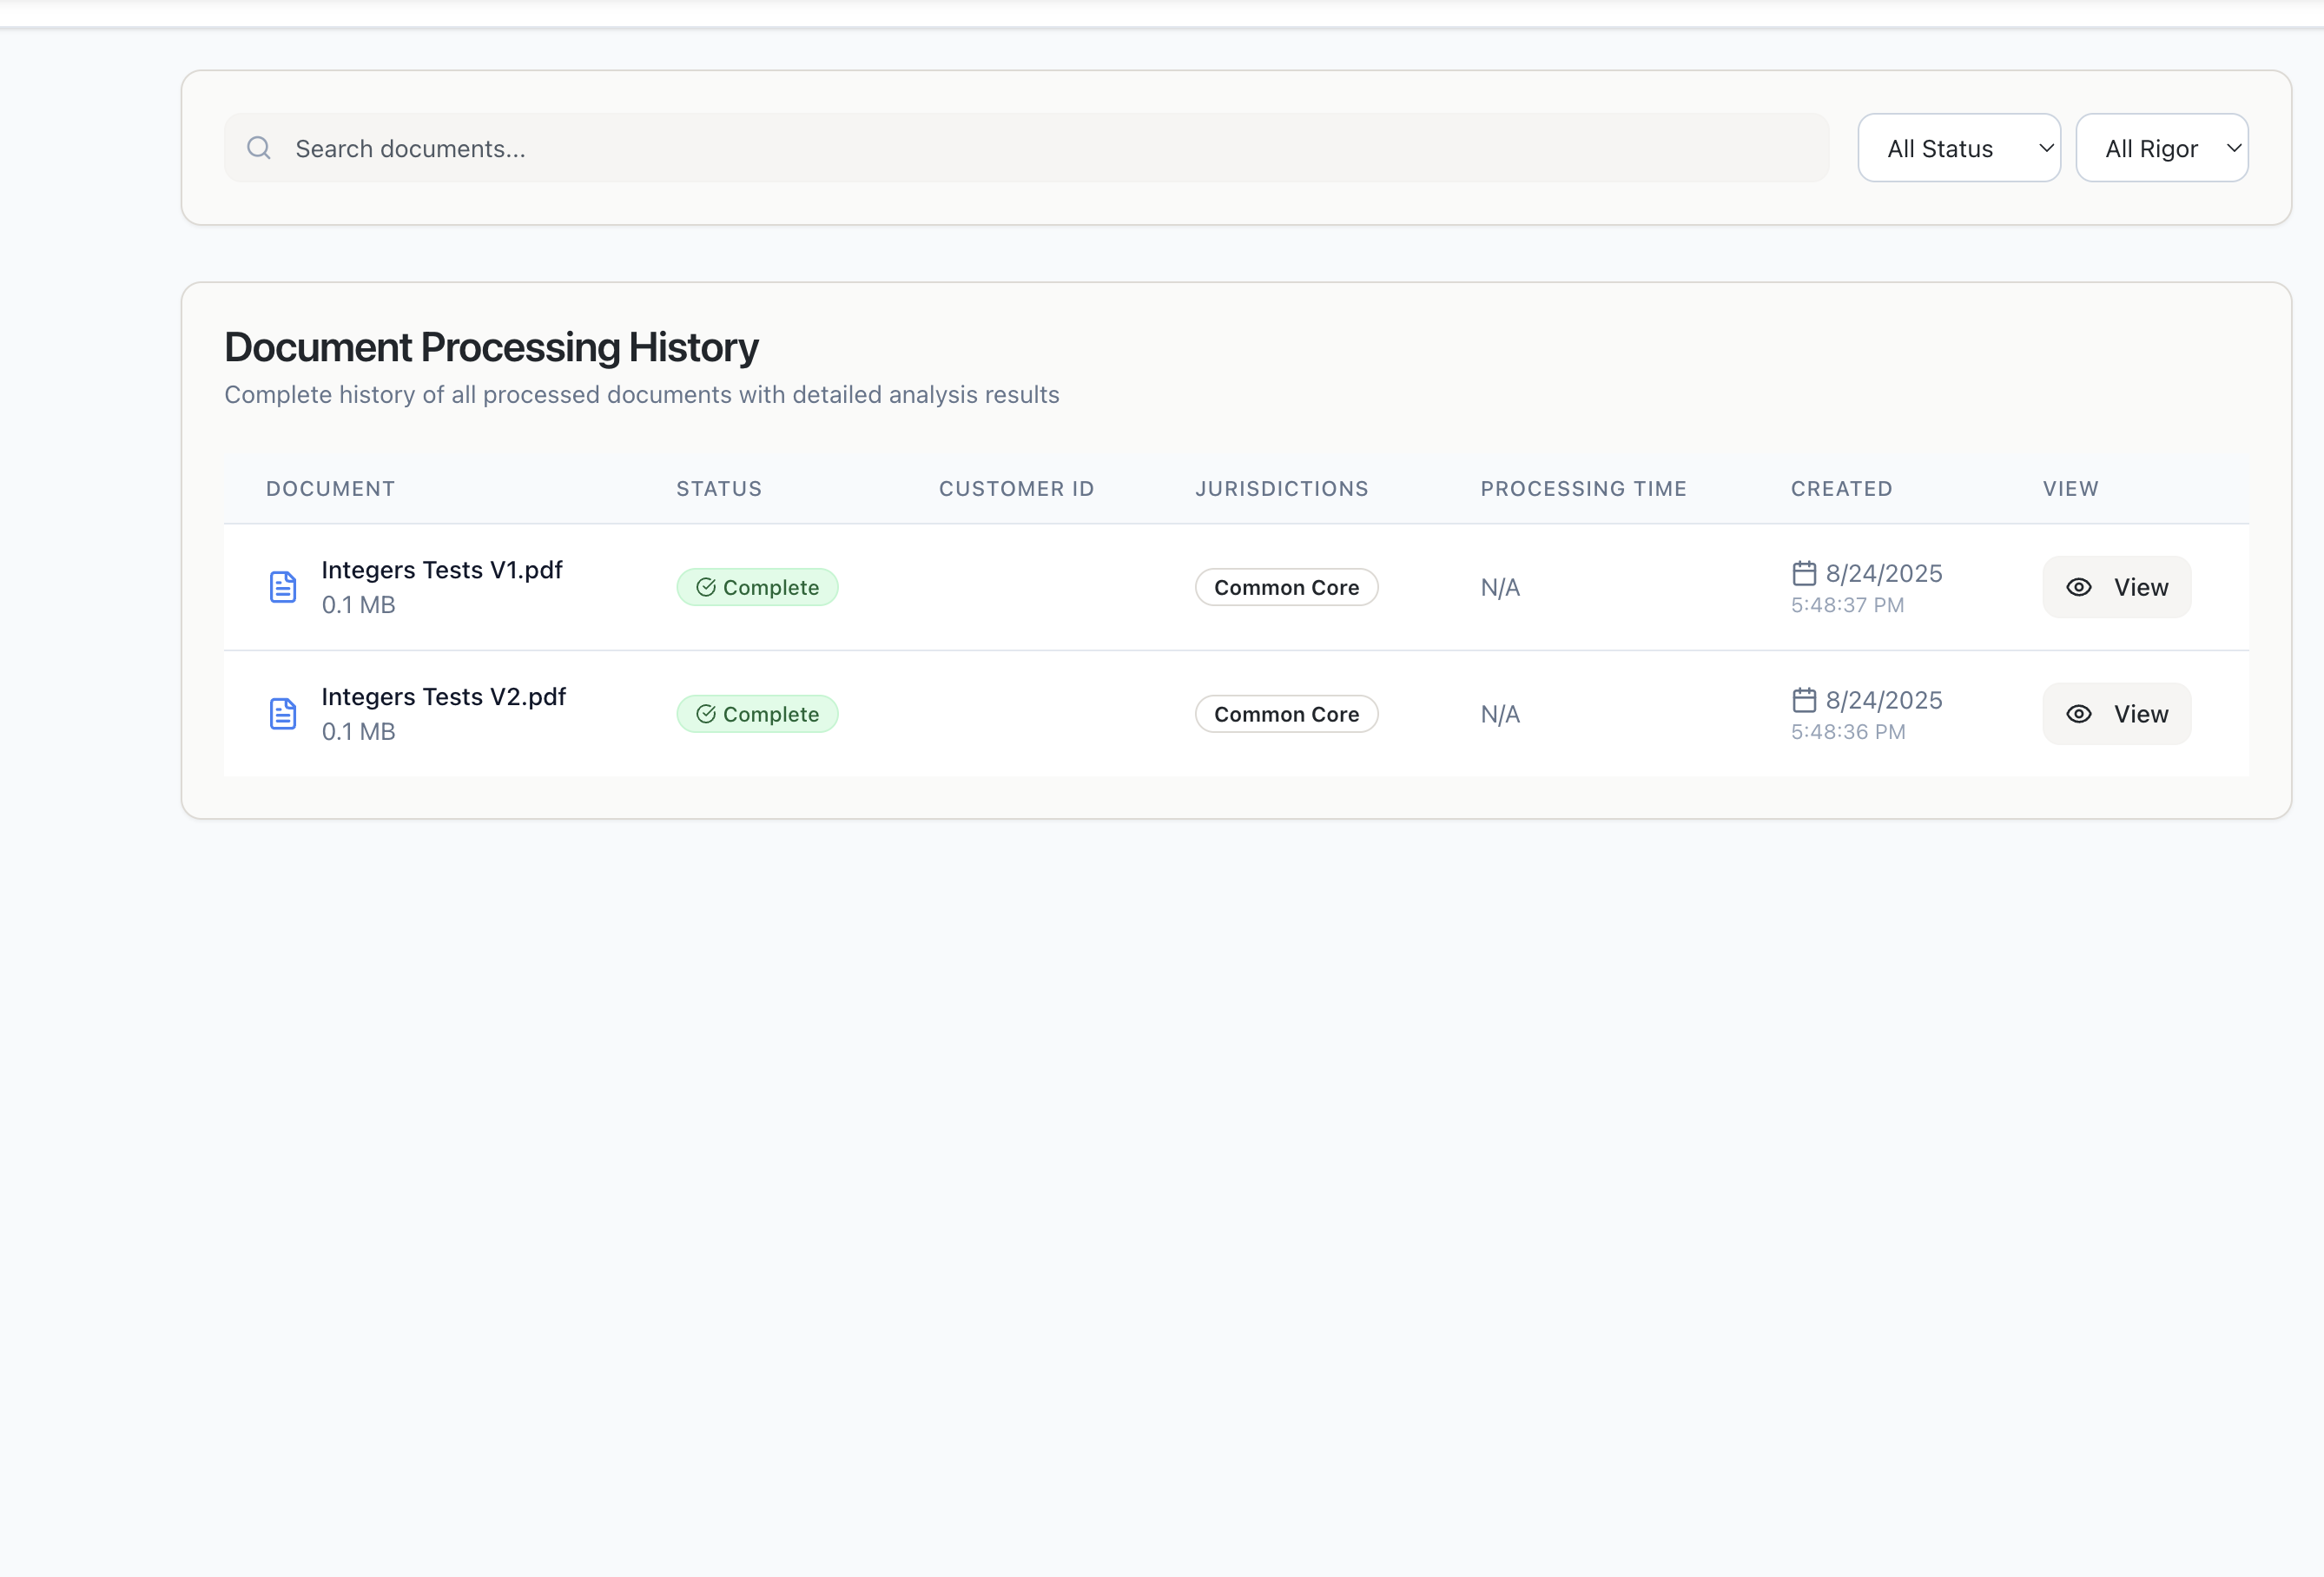 Search documents...
All Status
All Rigor
Document Processing History
Complete history of all processed documents with detailed analysis results
DOCUMENT STATUS CUSTOMER ID JURISDICTIONS PROCESSING TIME CREATED VIEW
Integers Tests V1.pdf
0.1 MB
Complete
Common Core
N/A
8/24/2025
5:48:37 PM
View
Integers Tests V2.pdf
0.1 MB
Complete
Common Core
N/A
8/24/2025
5:48:36 PM
View